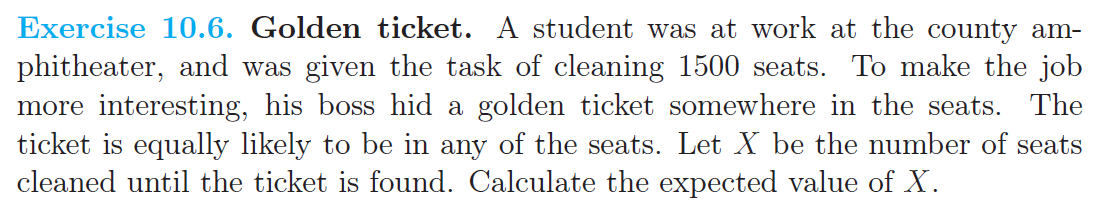 Exercise 10.6. Golden ticket. A student was at work at the county am-
phitheater, and was given the task of cleaning 1500 seats. To make the job
more interesting, his boss hid a golden ticket somewhere in the seats. The
ticket is equally likely to be in any of the seats. Let X be the number of seats
cleaned until the ticket is found. Calculate the expected value of X.